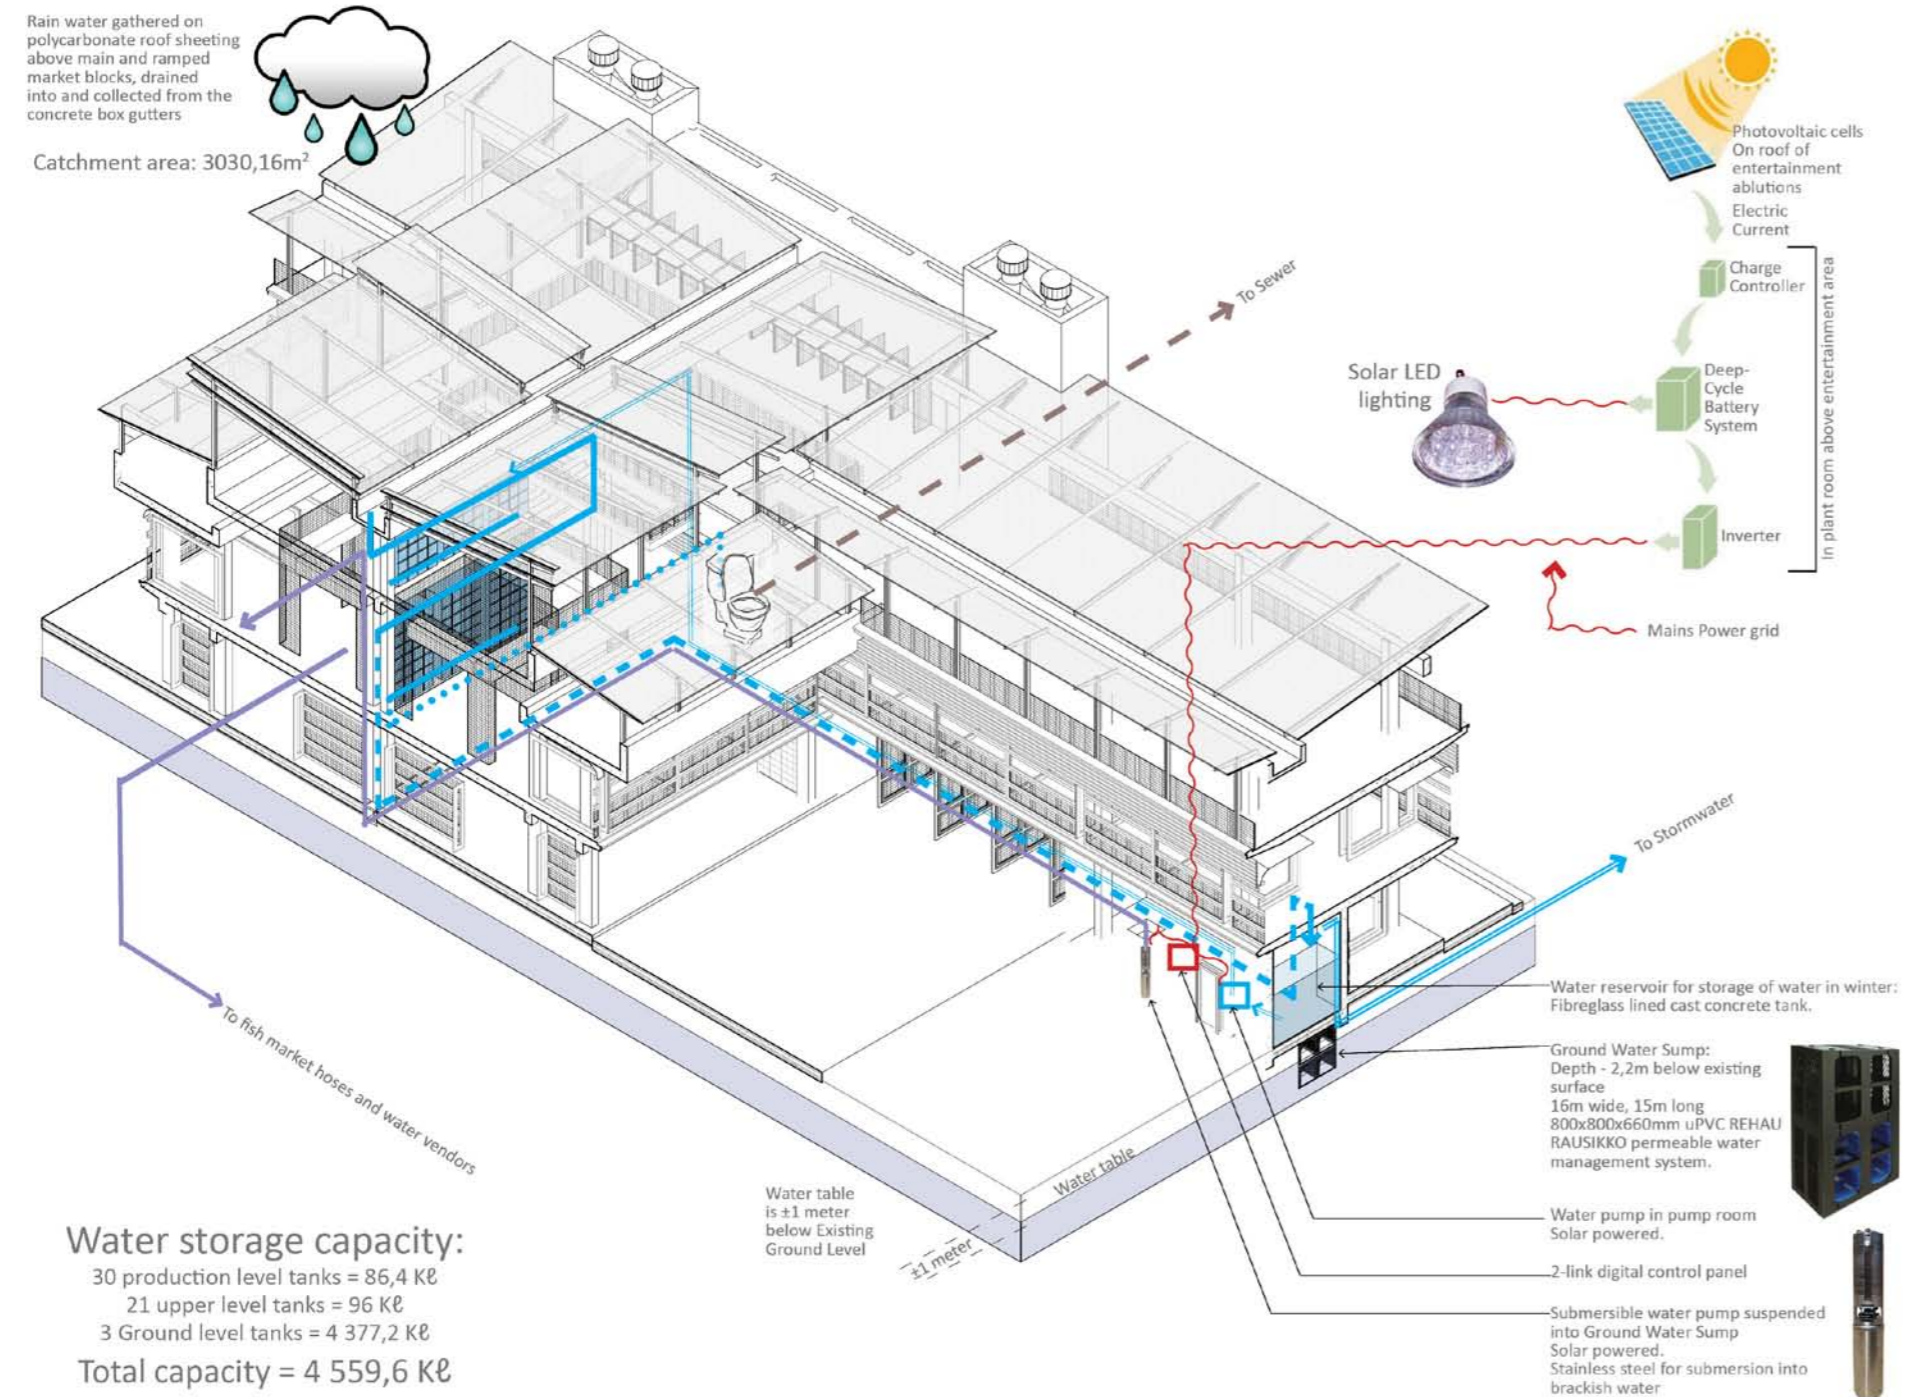 Rain water gathered on
polycarbonate roof sheeting
above main and ramped
market blocks, drained
into and collected from the
concrete box gutters
Catchment area: 3030,16m²
Photovoltaic cells
On roof of
entertainment
ablutions
Electric
Current
Charge
Controller
In plant room above entertainment area
Solar LED
lighting
Deep-
Cycle
Battery
System
Inverter
Mains Power grid
To Sewer
To Stormwater
To fish market hoses and water vendors
Water reservoir for storage of water in winter:
Fibreglass lined cast concrete tank.
Ground Water Sump:
Depth - 2,2m below existing
surface
16m wide, 15m long
800x800x660mm uPVC REHAU
RAUSIKKO permeable water
management system.
Water table
Water table
is ±1 meter
below Existing
Ground Level
±1 meter
Water pump in pump room
Solar powered.
2-link digital control panel
Submersible water pump suspended
into Ground Water Sump
Solar powered.
Stainless steel for submersion into
brackish water
Water storage capacity:
30 production level tanks = 86,4 Kℓ
21 upper level tanks = 96 Kℓ
3 Ground level tanks = 4 377,2 Kℓ
Total capacity = 4 559,6 Kℓ